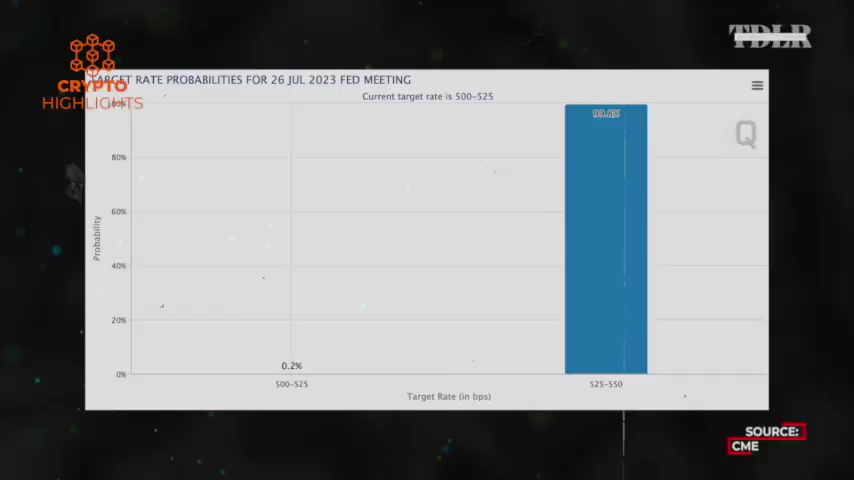 CRYPTO
HIGHLIGHTS
TDLR
TARGET RATE PROBABILITIES FOR 26 JUL 2023 FED MEETING
Current target rate is 500–525
Q
Probability
80%
60%
40%
20%
0%
99.8%
0.2%
500–525
525–550
Target Rate (in bps)
SOURCE:
CME